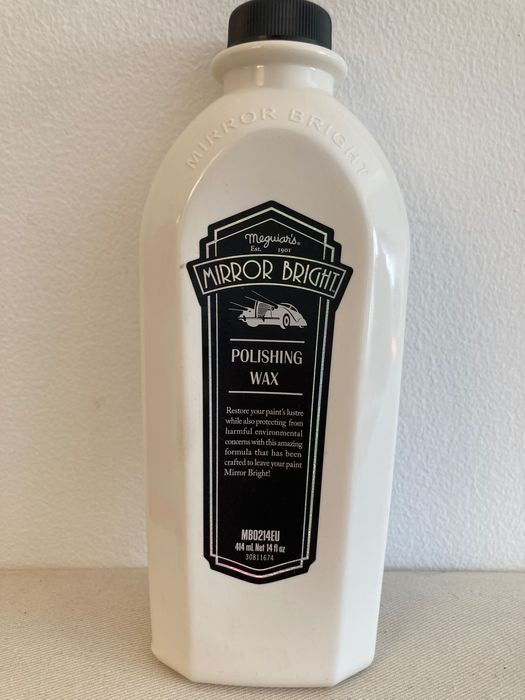 MIRROR BRIGHT
Meguiar's®
Est. 1901
MIRROR BRIGHT™
POLISHING
WAX
Restore your paint's lustre
while also protecting from
harmful environmental
concerns with this amazing
formula that has been
crafted to leave your paint
Mirror Bright!
MB0214EU
414 mL Net 14 fl oz
30811674